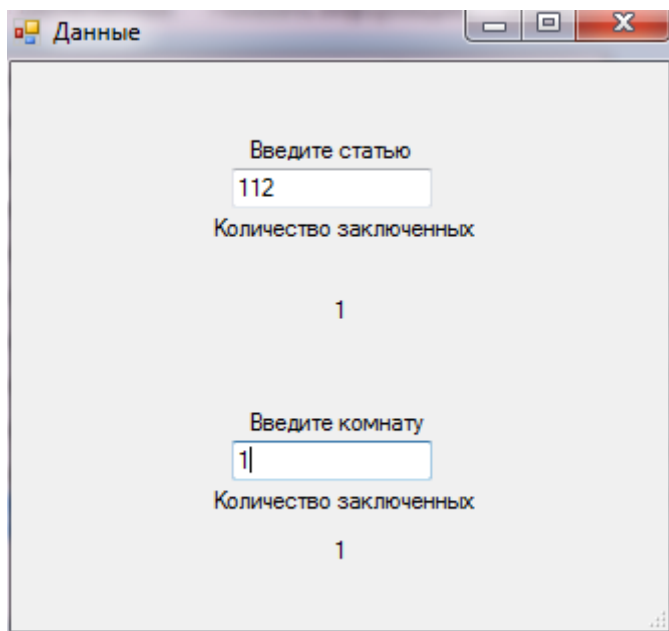 Данные
Введите статью
112
Количество заключенных
1
Введите комнату
1
Количество заключенных
1